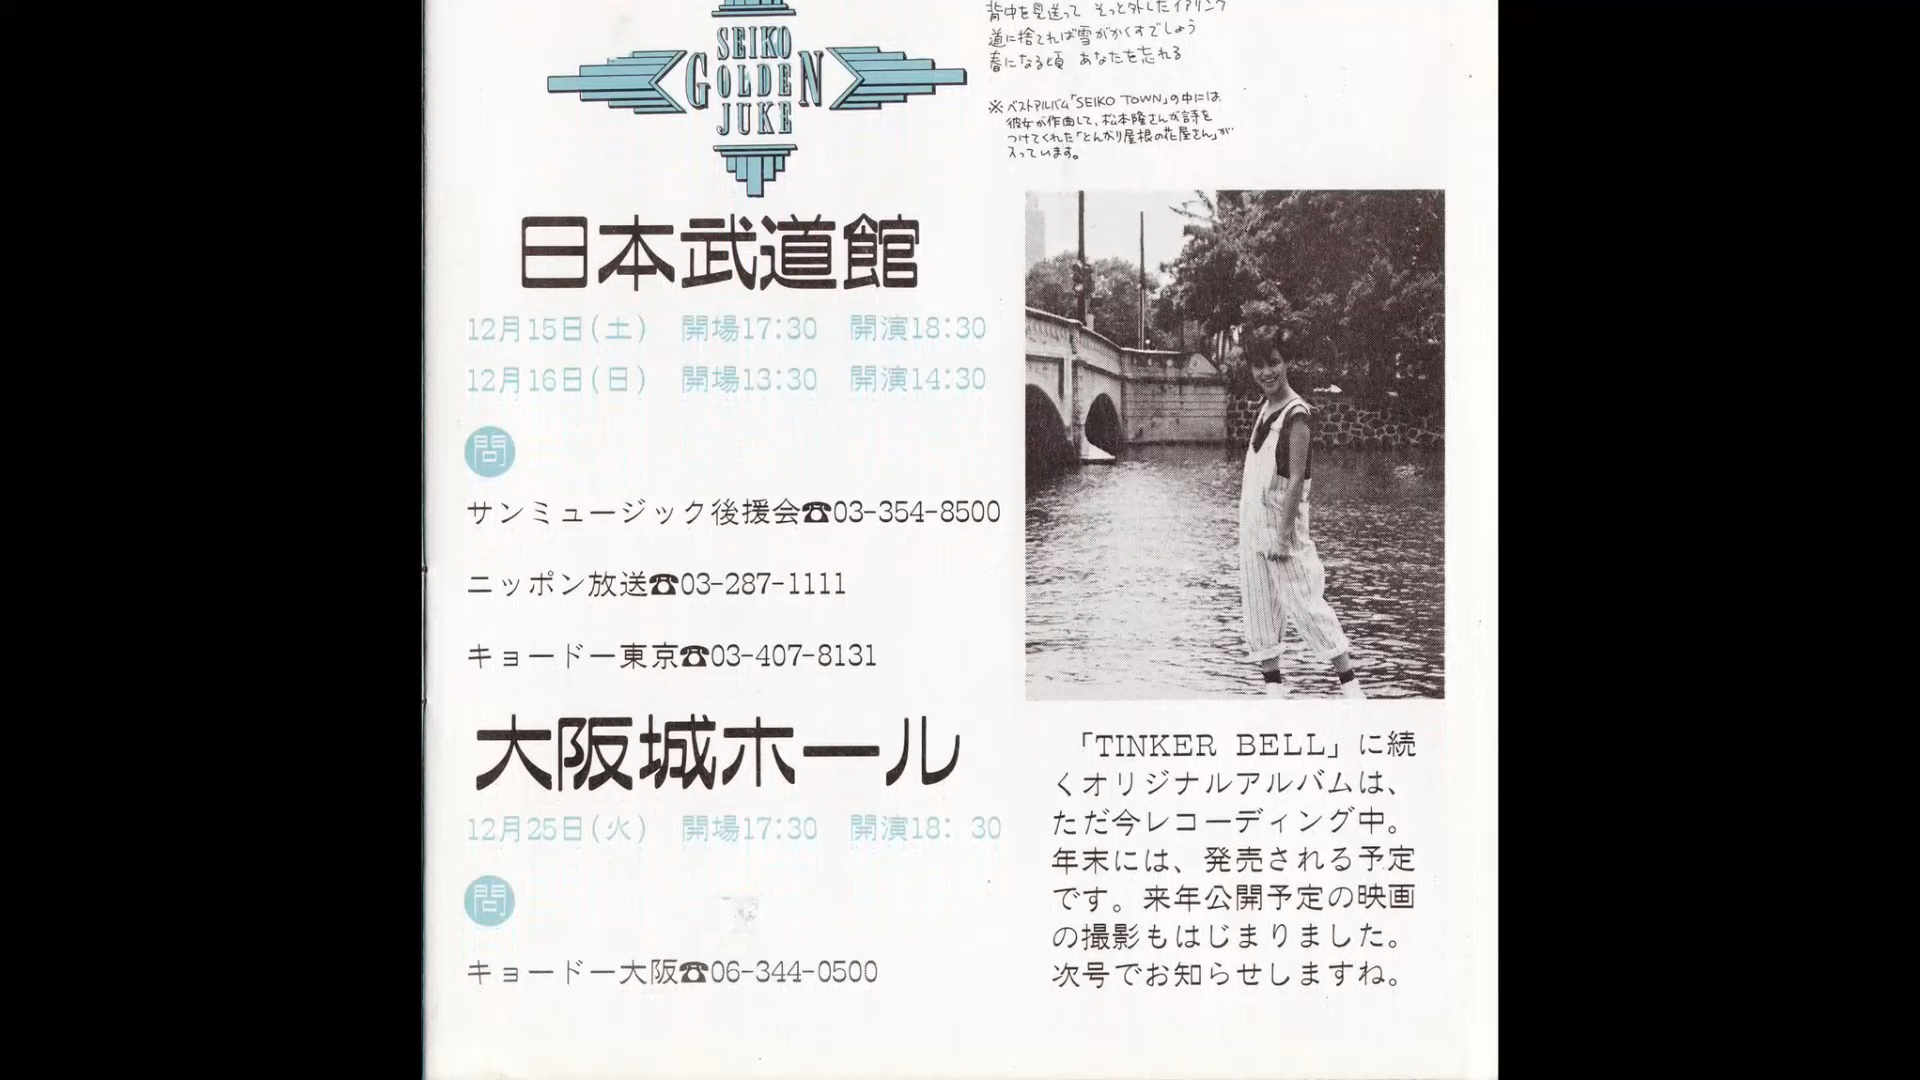 SEIKO
GOLDEN
JUKE
日本武道館
12月15日(土) 開場17:30 開演18:30
12月16日(日) 開場13:30 開演14:30
問
サンミュージック後援会☎03-354-8500
ニッポン放送☎03-287-1111
キョードー東京☎03-407-8131
大阪城ホール
12月25日(火) 開場17:30 開演18: 30
問
キョードー大阪☎06-344-0500
背中を見送って そっと外したイアリング
道に捨てれば雪がかくすでしょう
春になる頃 あなたを忘れる
※ベストアルバム「SEIKO TOWN」の中には、
彼女が作曲して、松本隆さんが詩を
つけてくれた「とんがり屋根の花屋さん」が
入っています。
「TINKER BELL」に続
くオリジナルアルバムは、
ただ今レコーディング中。
年末には、発売される予定
です。来年公開予定の映画
の撮影もはじまりました。
次号でお知らせしますね。